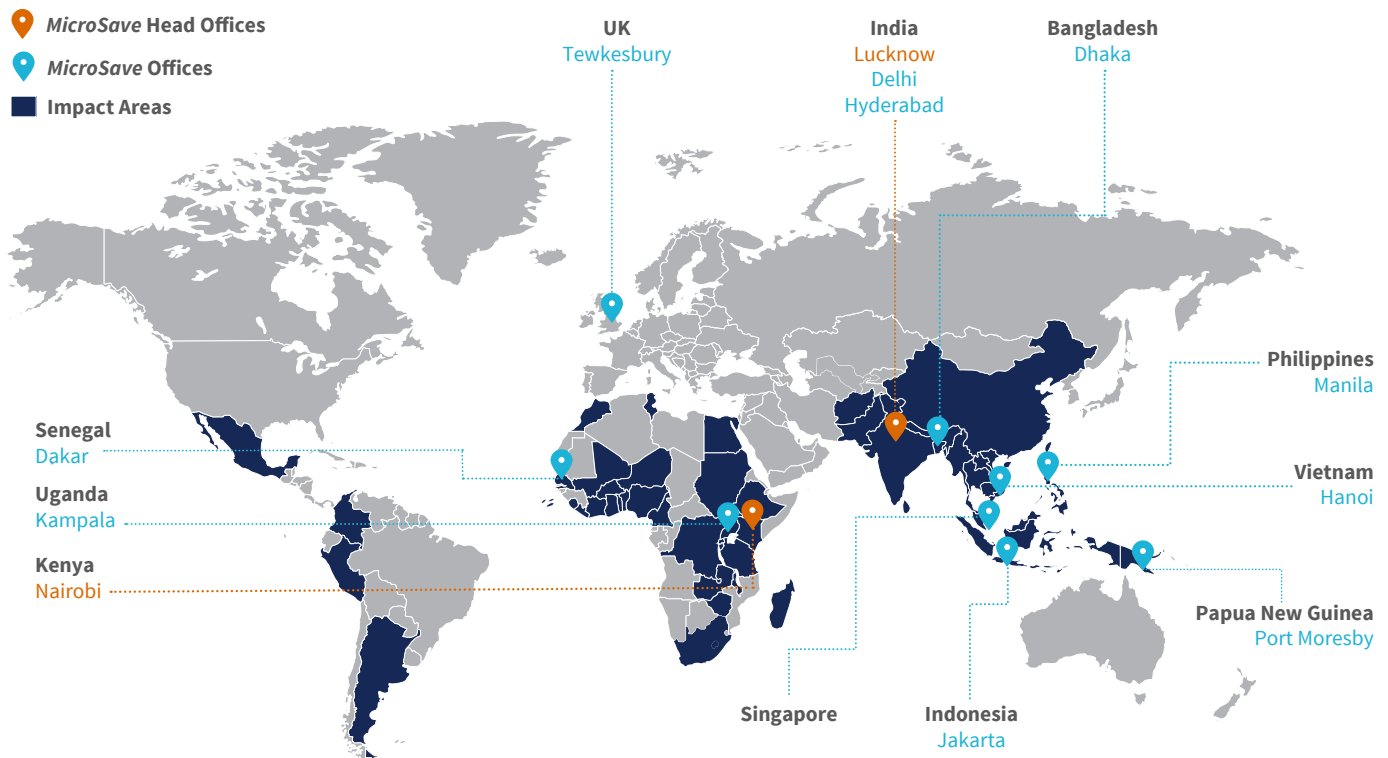 MicroSave Head Offices
MicroSave Offices
Impact Areas
UK
Tewkesbury
India
Lucknow
Delhi
Hyderabad
Bangladesh
Dhaka
Philippines
Manila
Senegal
Dakar
Vietnam
Hanoi
Uganda
Kampala
Kenya
Nairobi
Papua New Guinea
Port Moresby
Singapore
Indonesia
Jakarta